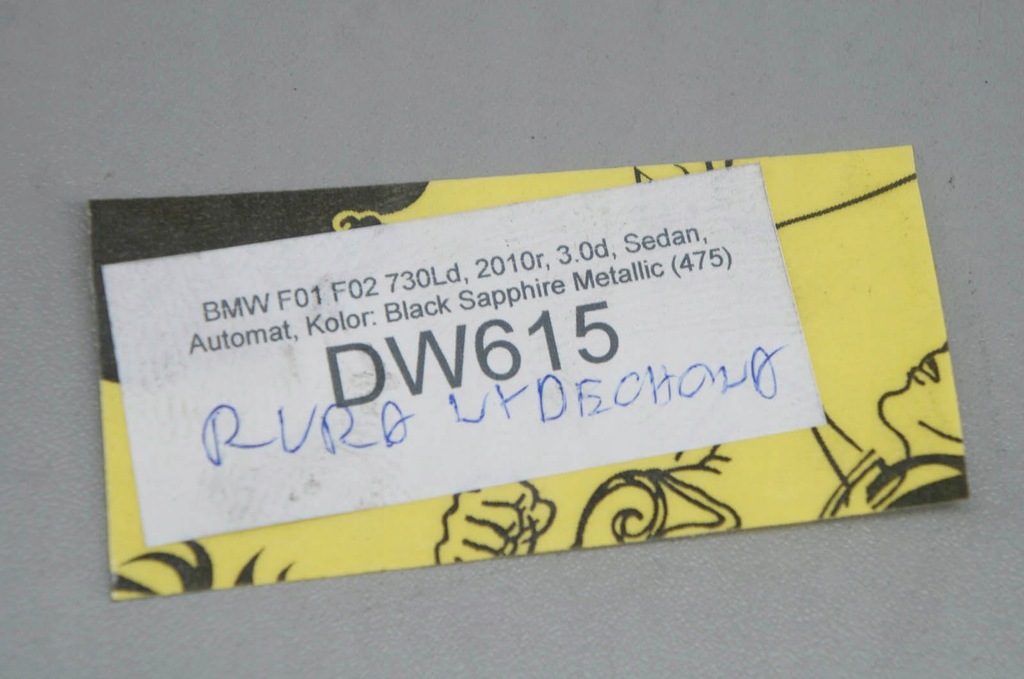 BMW F01 F02 730Ld, 2010r, 3.0d, Sedan,
Automat, Kolor: Black Sapphire Metallic (475)
DW615
RURA WYDECHOWA